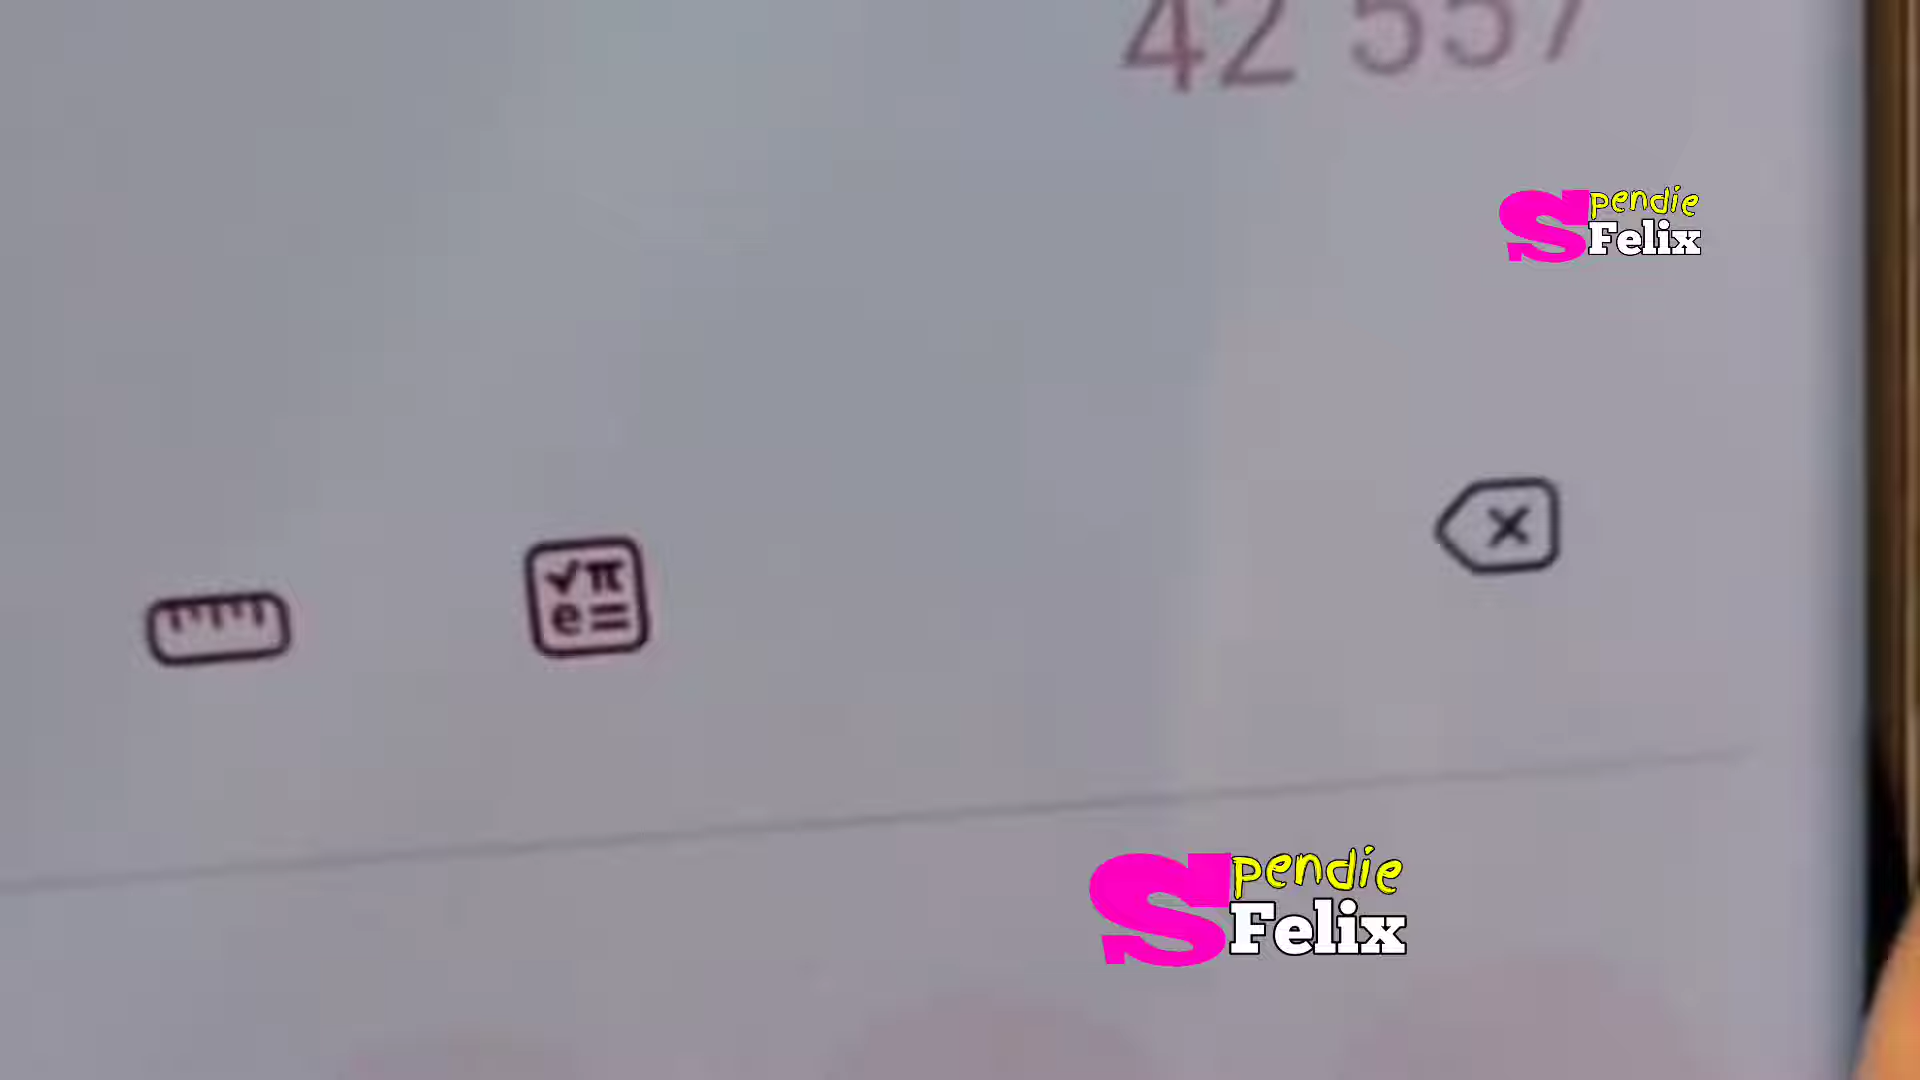 42 557
Spendie
Felix
√π
e=
Spendie
Felix